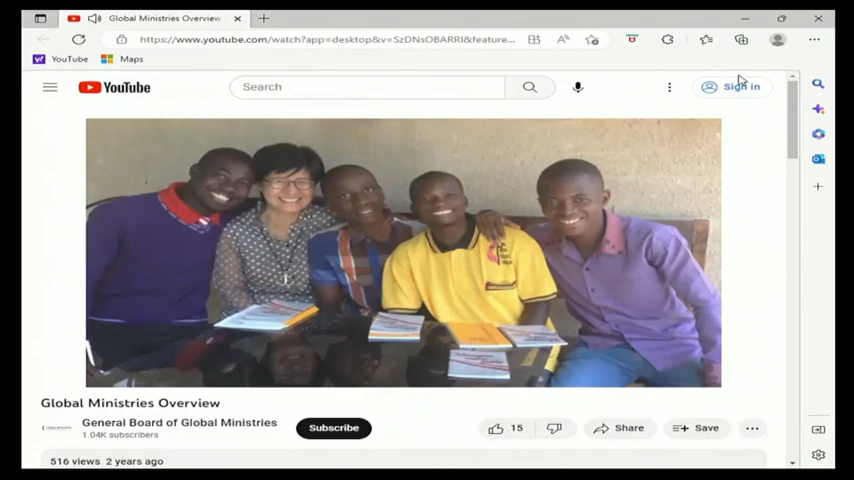 Global Ministries Overview
https://www.youtube.com/watch?app=desktop&v=SzDNsOBARRI&feature...
YouTube
Maps
YouTube
Search
Sign in
Global Ministries Overview
General Board of Global Ministries
1.04K subscribers
Subscribe
15
Share
Save
516 views 2 years ago